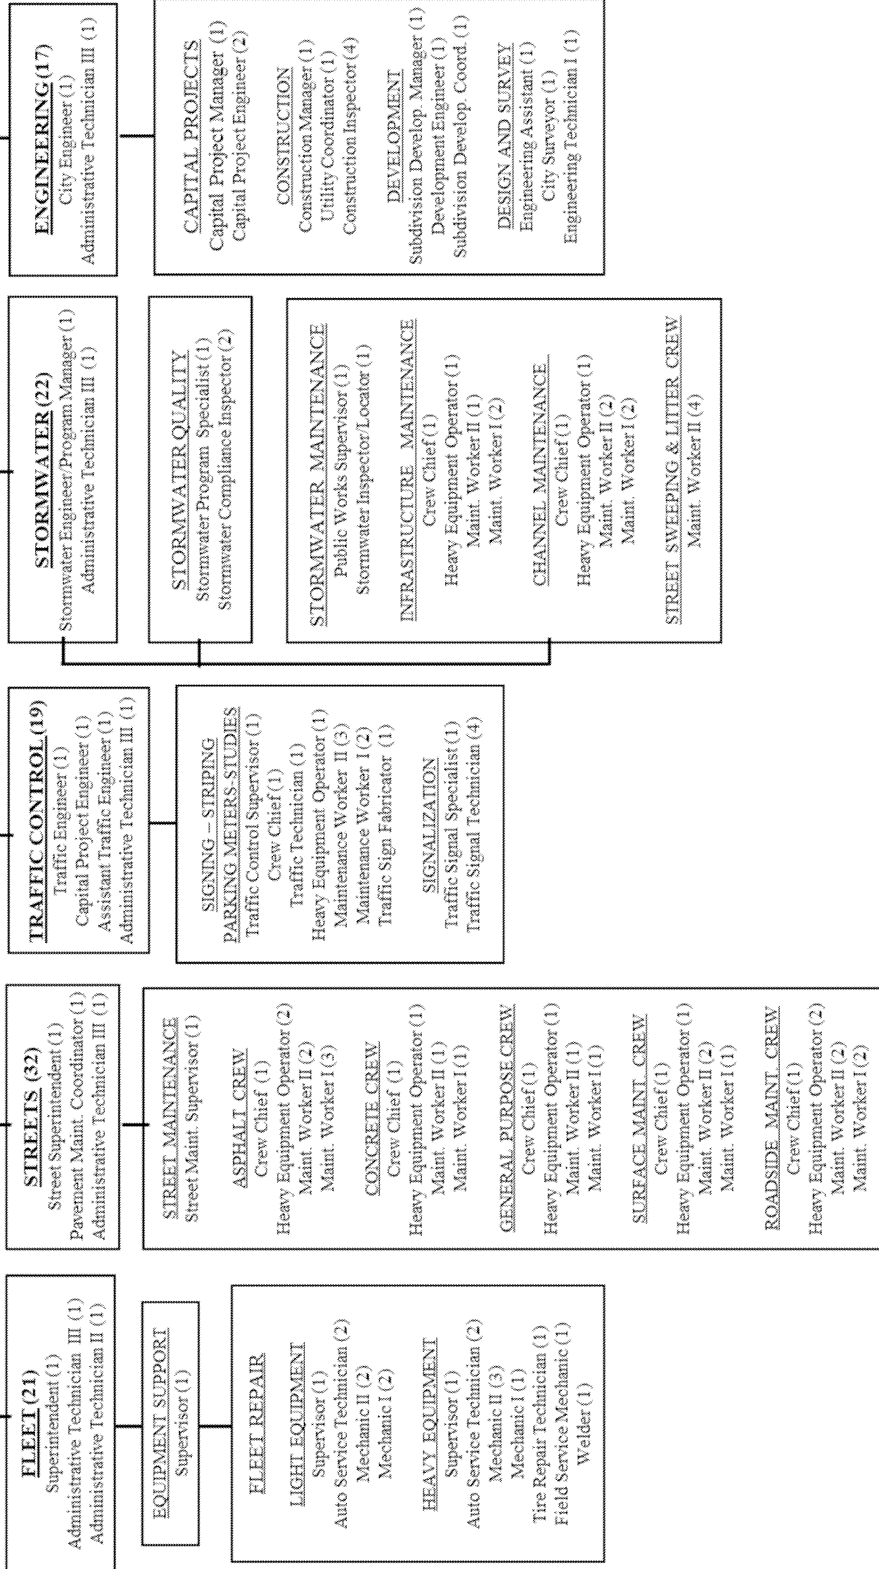 FLEET (21)
Superintendent (1)
Administrative Technician III (1)
Administrative Technician II (1)
EQUIPMENT SUPPORT
Supervisor (1)
FLEET REPAIR
LIGHT EQUIPMENT
Supervisor (1)
Auto Service Technician (2)
Mechanic II (2)
Mechanic I (2)
HEAVY EQUIPMENT
Supervisor (1)
Auto Service Technician (2)
Mechanic II (3)
Mechanic I (1)
Tire Repair Technician (1)
Field Service Mechanic (1)
Welder (1)
STREETS (32)
Street Superintendent (1)
Pavement Maint. Coordinator (1)
Administrative Technician III (1)
STREET MAINTENANCE
Street Maint. Supervisor (1)
ASPHALT CREW
Crew Chief (1)
Heavy Equipment Operator (2)
Maint. Worker II (2)
Maint. Worker I (3)
CONCRETE CREW
Crew Chief (1)
Heavy Equipment Operator (1)
Maint. Worker II (1)
Maint. Worker I (1)
GENERAL PURPOSE CREW
Crew Chief (1)
Heavy Equipment Operator (1)
Maint. Worker II (1)
Maint. Worker I (1)
SURFACE MAINT. CREW
Crew Chief (1)
Heavy Equipment Operator (1)
Maint. Worker II (2)
Maint. Worker I (1)
ROADSIDE MAINT. CREW
Crew Chief (1)
Heavy Equipment Operator (2)
Maint. Worker II (2)
Maint. Worker I (2)
TRAFFIC CONTROL (19)
Traffic Engineer (1)
Capital Project Engineer (1)
Assistant Traffic Engineer (1)
Administrative Technician III (1)
SIGNING – STRIPING
PARKING METERS-STUDIES
Traffic Control Supervisor (1)
Crew Chief (1)
Traffic Technician (1)
Heavy Equipment Operator (1)
Maintenance Worker II (3)
Maintenance Worker I (2)
Traffic Sign Fabricator (1)
SIGNALIZATION
Traffic Signal Specialist (1)
Traffic Signal Technician (4)
STORMWATER (22)
Stormwater Engineer/Program Manager (1)
Administrative Technician III (1)
STORMWATER QUALITY
Stormwater Program Specialist (1)
Stormwater Compliance Inspector (2)
STORMWATER MAINTENANCE
Public Works Supervisor (1)
Stormwater Inspector/Locator (1)
INFRASTRUCTURE MAINTENANCE
Crew Chief (1)
Heavy Equipment Operator (1)
Maint. Worker II (1)
Maint. Worker I (2)
CHANNEL MAINTENANCE
Crew Chief (1)
Heavy Equipment Operator (1)
Maint. Worker II (2)
Maint. Worker I (2)
STREET SWEEPING & LITTER CREW
Maint. Worker II (4)
ENGINEERING (17)
City Engineer (1)
Administrative Technician III (1)
CAPITAL PROJECTS
Capital Project Manager (1)
Capital Project Engineer (2)
CONSTRUCTION
Construction Manager (1)
Utility Coordinator (1)
Construction Inspector (4)
DEVELOPMENT
Subdivision Develop. Manager (1)
Development Engineer (1)
Subdivision Develop. Coord. (1)
DESIGN AND SURVEY
Engineering Assistant (1)
City Surveyor (1)
Engineering Technician I (1)